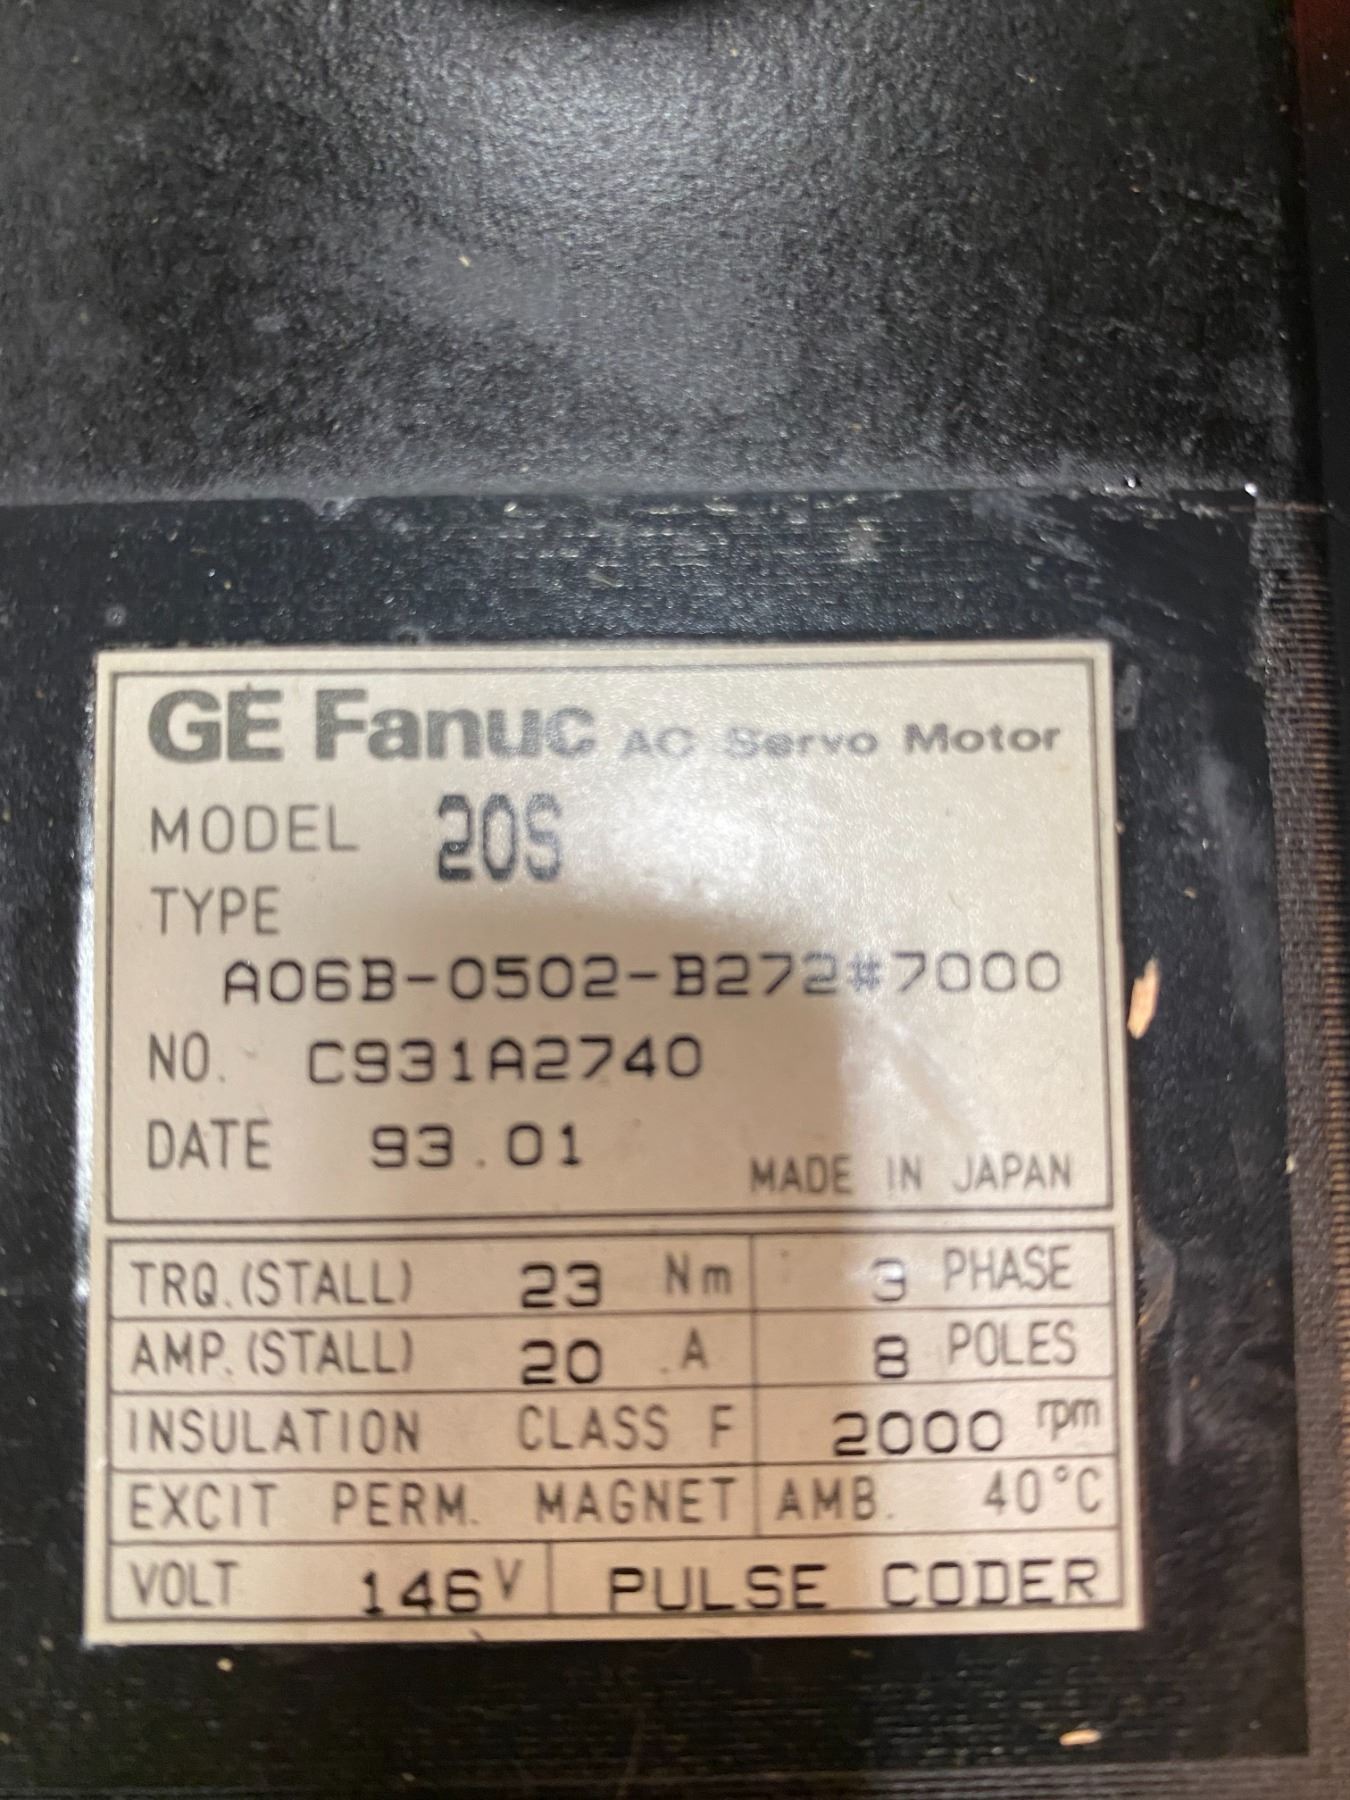 GE Fanuc AC Servo Motor
MODEL 20S
TYPE
A06B-0502-B272#7000
NO. C931A2740
DATE 93.01
MADE IN JAPAN
TRQ.(STALL) 23 Nm 3 PHASE
AMP.(STALL) 20 A 8 POLES
INSULATION CLASS F 2000 rpm
EXCIT PERM. MAGNET AMB. 40°C
VOLT 146V PULSE CODER